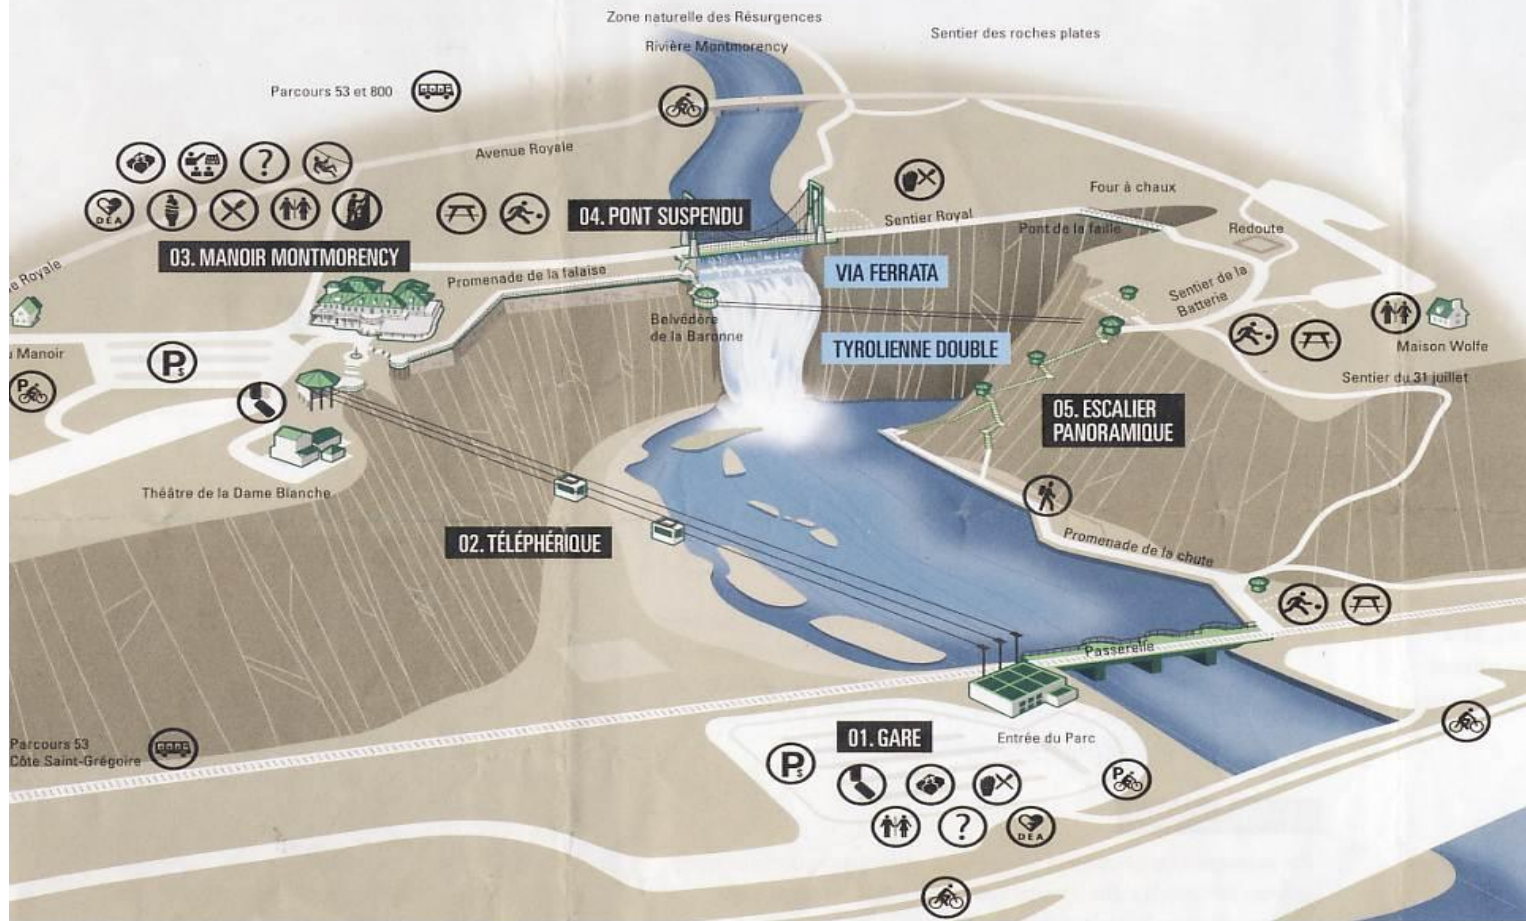 Zone naturelle des Résurgences
Rivière Montmorency
Sentier des roches plates
Parcours 53 et 800
Avenue Royale
?
DÉA
Four à chaux
04. PONT SUSPENDU
Sentier Royal
Pont de la faille
Redoute
03. MANOIR MONTMORENCY
Promenade de la falaise
e Royale
VIA FERRATA
Sentier de la
Batterie
Belvédère
de la Baronne
TYROLIENNE DOUBLE
Maison Wolfe
u Manoir
P$
P
Sentier du 31 juillet
05. ESCALIER
PANORAMIQUE
Théâtre de la Dame Blanche
02. TÉLÉPHÉRIQUE
Promenade de la chute
Passerelle
Parcours 53
Côte Saint-Grégoire
01. GARE
Entrée du Parc
P$
P
?
DÉA